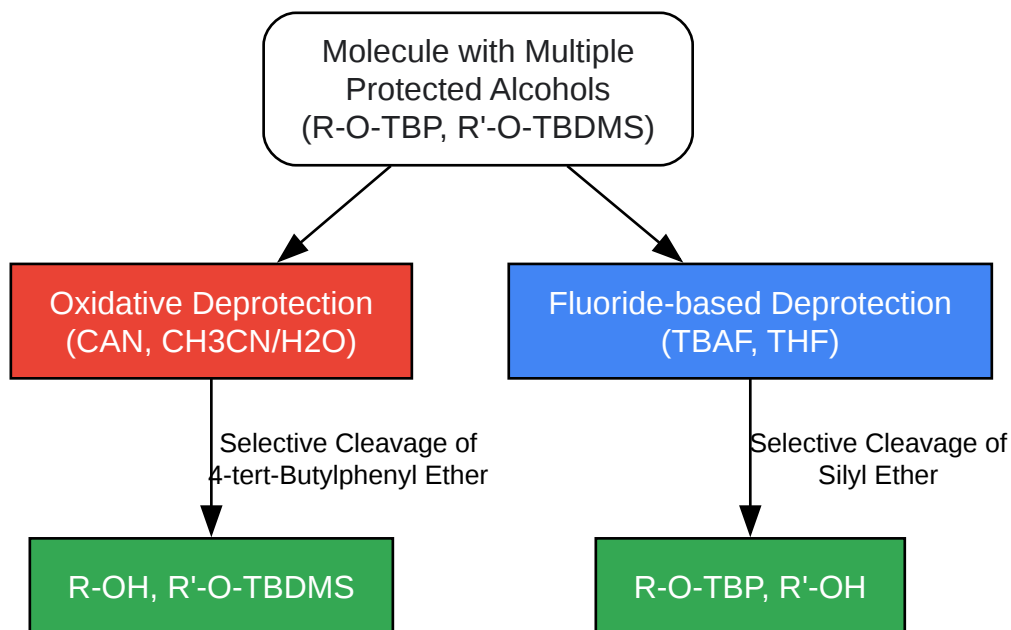 Molecule with Multiple
Protected Alcohols
(R-O-TBP, R'-O-TBDMS)
Oxidative Deprotection
(CAN, CH3CN/H2O)
Fluoride-based Deprotection
(TBAF, THF)
Selective Cleavage of
4-tert-Butylphenyl Ether
Selective Cleavage of
Silyl Ether
R-OH, R'-O-TBDMS
R-O-TBP, R'-OH